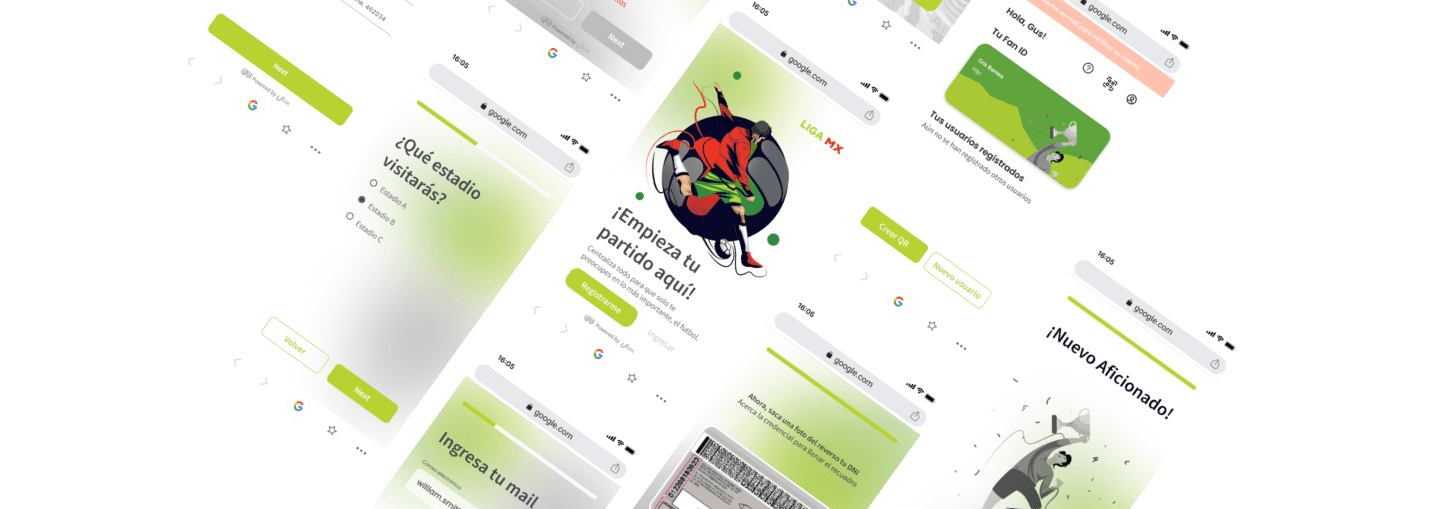 462034
Next
Powered by
16:05
google.com
¿Qué estadio
visitarás?
Estadio A
Estadio B
Estadio C
Volver
Next
Next
Powered by
16:05
google.com
Ingresa tu mail
Correo electrónico
16:05
google.com
LIGA MX
¡Empieza tu
partido aquí!
Centraliza todo para que solo te
preocupes en lo más importante, el futbol.
Registrarme
Ingresar
Powered by
16:05
google.com
Ahora, saca una foto del reverso tu DNI
Acerca la credencial para llenar el recuadro
google.com
Hola, Gus!
Tu Fan ID
Hijo
Tus usuarios registrados
Aún no se han registrado otros usuarios
Crear QR
Nuevo usuario
16:05
google.com
¡Nuevo Aficionado!